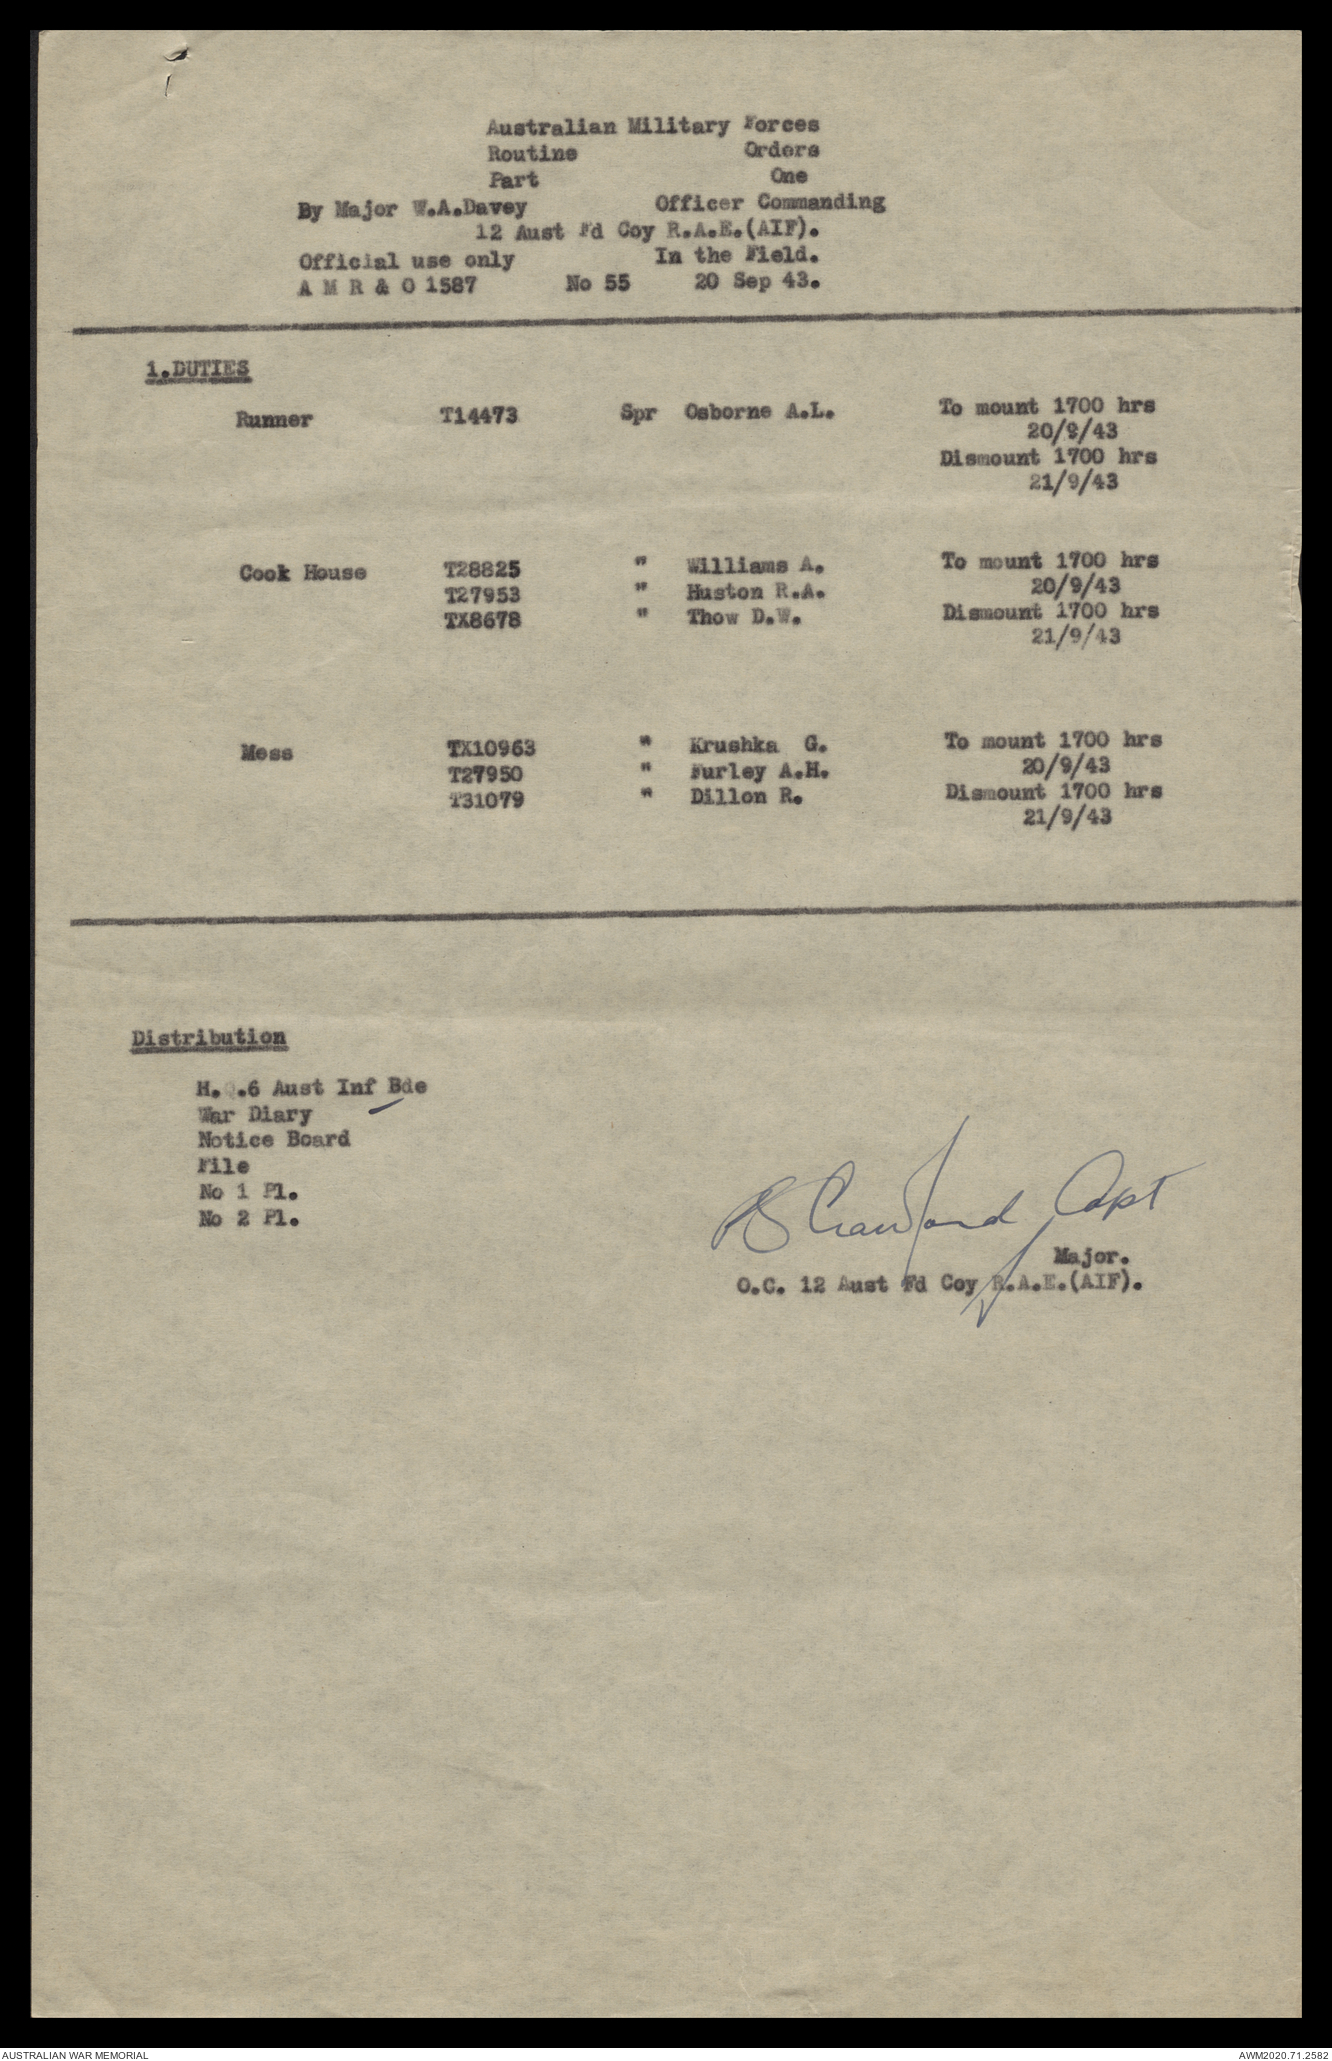 Australian Military Forces
Routine Orders
Part One
By Major W.A.Davey Officer Commanding
12 Aust Fd Coy R.A.E.(AIF).
Official use only In the Field.
A M R & O 1587 No 55 20 Sep 43.
1.DUTIES
Runner T14473 Spr Osborne A.L. To mount 1700 hrs
20/9/43
Dismount 1700 hrs
21/9/43
Cook House T28825 " Williams A. To mount 1700 hrs
T27953 " Huston R.A. 20/9/43
TX8678 " Thow D.W. Dismount 1700 hrs
21/9/43
Mess TX10963 " Krushka G. To mount 1700 hrs
T27950 " Furley A.H. 20/9/43
T31079 " Dillon R. Dismount 1700 hrs
21/9/43
Distribution
H.Q.6 Aust Inf Bde
War Diary
Notice Board
File
No 1 Pl.
No 2 Pl.
Crawford Capt
Major.
O.C. 12 Aust Fd Coy R.A.E.(AIF).
AUSTRALIAN WAR MEMORIAL AWM2020.71.2582